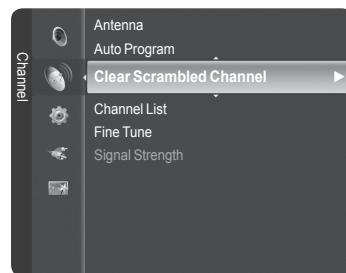 Channel
Antenna
Auto Program
Clear Scrambled Channel
Channel List
Fine Tune
Signal Strength